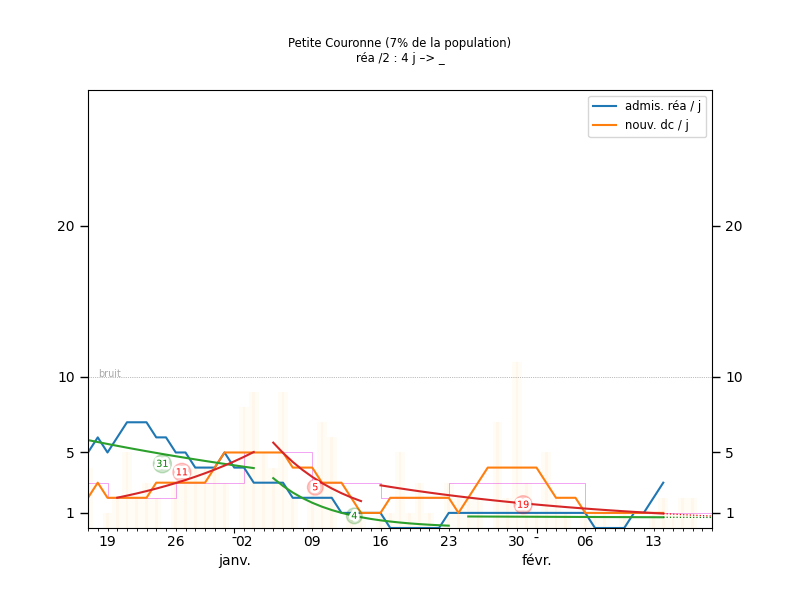 Petite Couronne (7% de la population)
réa /2 : 4 j –> _
admis. réa / j
nouv. dc / j
20 20
bruit
10 10
31
11
5 5
5
19
4
1 1
19 26 02 09 16 23 30 06 13
janv. févr.